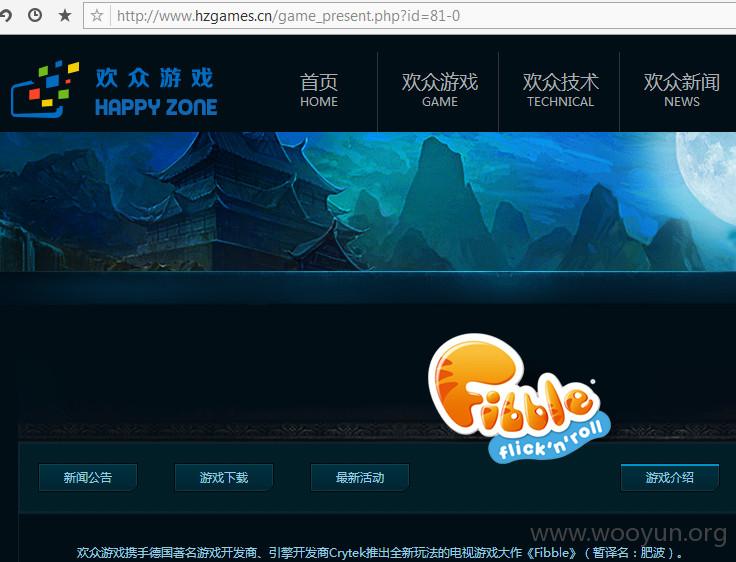 http://www.hzgames.cn/game_present.php?id=81-0
欢众游戏
HAPPY ZONE
首页
欢众游戏
欢众技术
欢众新闻
HOME
GAME
TECHNICAL
NEWS
Fibble
flick'n'roll
新闻公告
游戏下载
最新活动
游戏介绍
www.wooyun.org
欢众游戏携手德国著名游戏开发商、引擎开发商Crytek推出全新玩法的电视游戏大作《Fibble》（暂译名：肥波）。